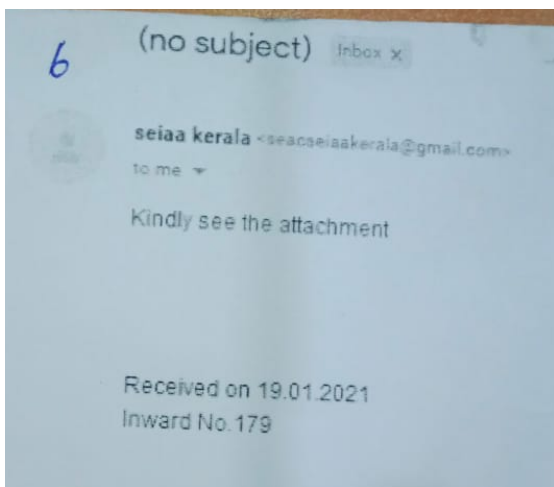 6
(no subject) Inbox x
seiaa kerala <seacseiaakerala@gmail.com>
to me
Kindly see the attachment
Received on 19.01.2021
Inward No.179